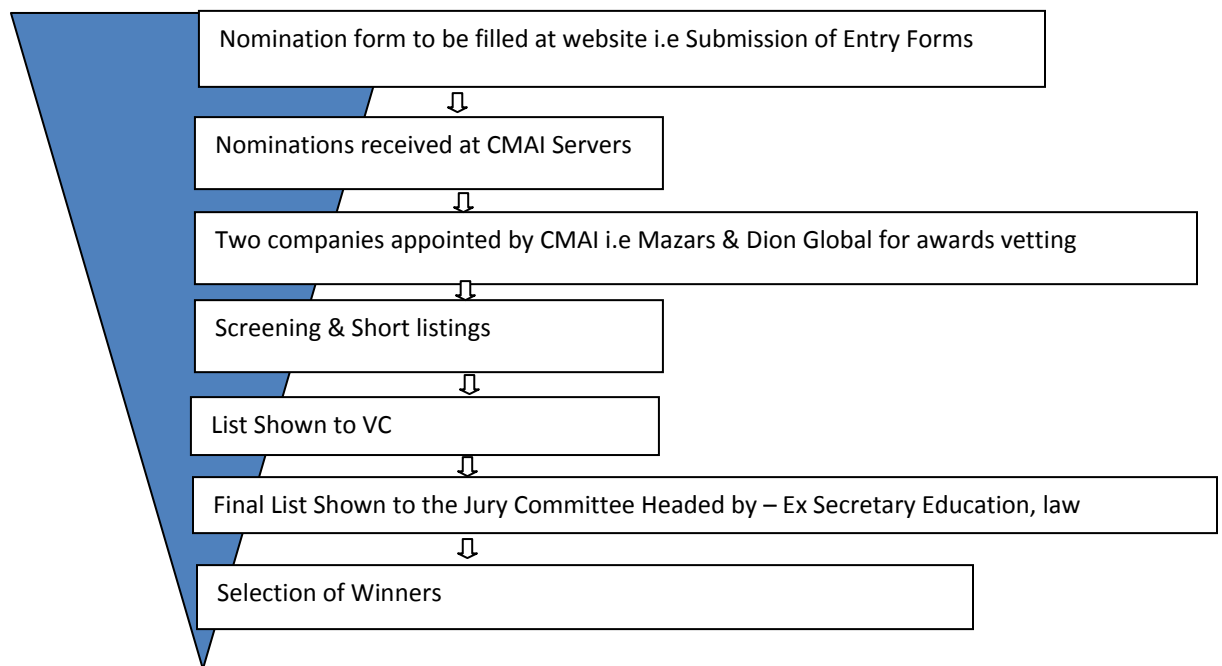 Nomination form to be filled at website i.e Submission of Entry Forms
Nominations received at CMAI Servers
Two companies appointed by CMAI i.e Mazars & Dion Global for awards vetting
Screening & Short listings
List Shown to VC
Final List Shown to the Jury Committee Headed by – Ex Secretary Education, law
Selection of Winners